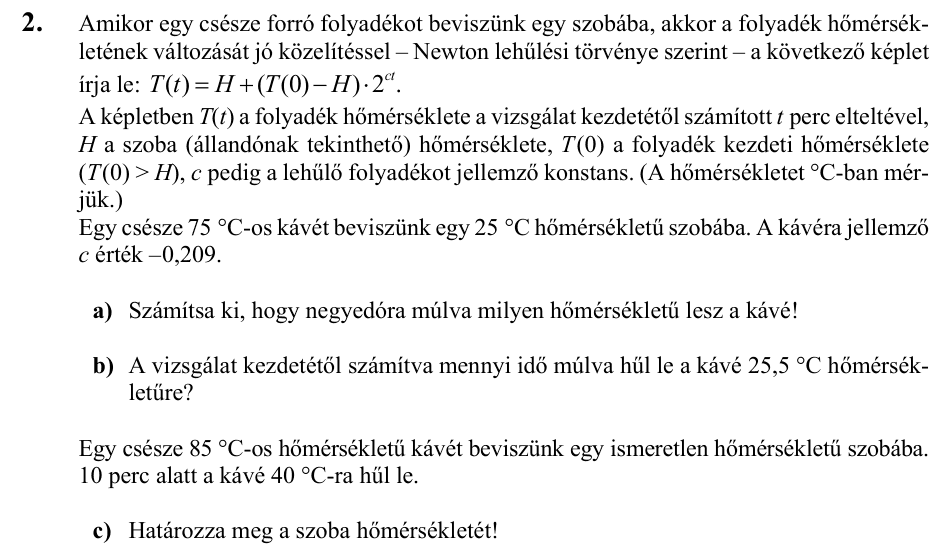 2. Amikor egy csésze forró folyadékot beviszünk egy szobába, akkor a folyadék hőmérsék-
letének változását jó közelítéssel – Newton lehűlési törvénye szerint – a következő képlet
írja le: T(t) = H + (T(0) − H) · 2^{ct}.
A képletben T(t) a folyadék hőmérséklete a vizsgálat kezdetétől számított t perc elteltével,
H a szoba (állandónak tekinthető) hőmérséklete, T(0) a folyadék kezdeti hőmérséklete
(T(0) > H), c pedig a lehűlő folyadékot jellemző konstans. (A hőmérsékletet °C-ban mér-
jük.)
Egy csésze 75 °C-os kávét beviszünk egy 25 °C hőmérsékletű szobába. A kávéra jellemző
c érték –0,209.
a) Számítsa ki, hogy negyedóra múlva milyen hőmérsékletű lesz a kávé!
b) A vizsgálat kezdetétől számítva mennyi idő múlva hűl le a kávé 25,5 °C hőmérsék-
letűre?
Egy csésze 85 °C-os hőmérsékletű kávét beviszünk egy ismeretlen hőmérsékletű szobába.
10 perc alatt a kávé 40 °C-ra hűl le.
c) Határozza meg a szoba hőmérsékletét!